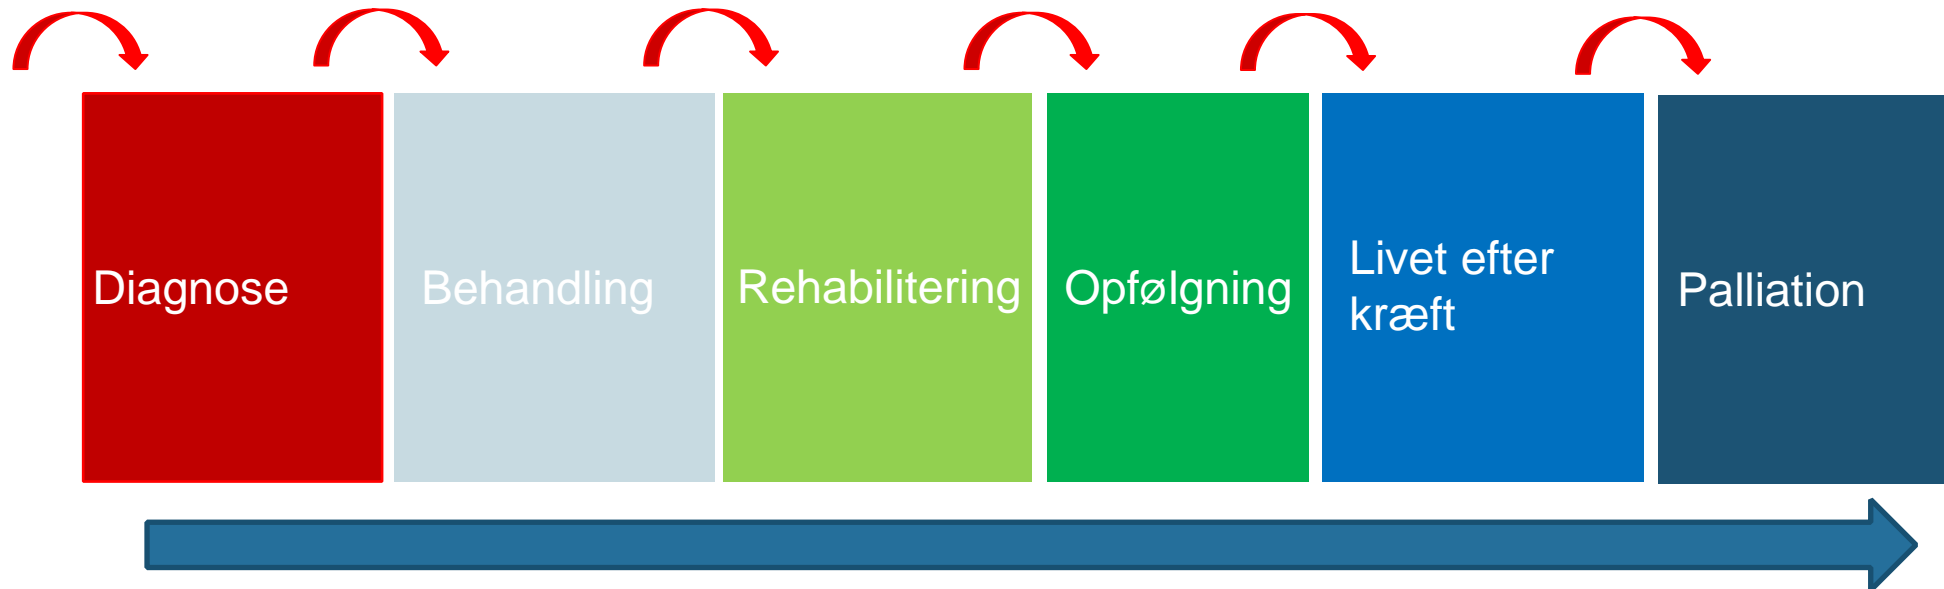 Diagnose
Behandling
Rehabilitering
Opfølgning
Livet efter
kræft
Palliation